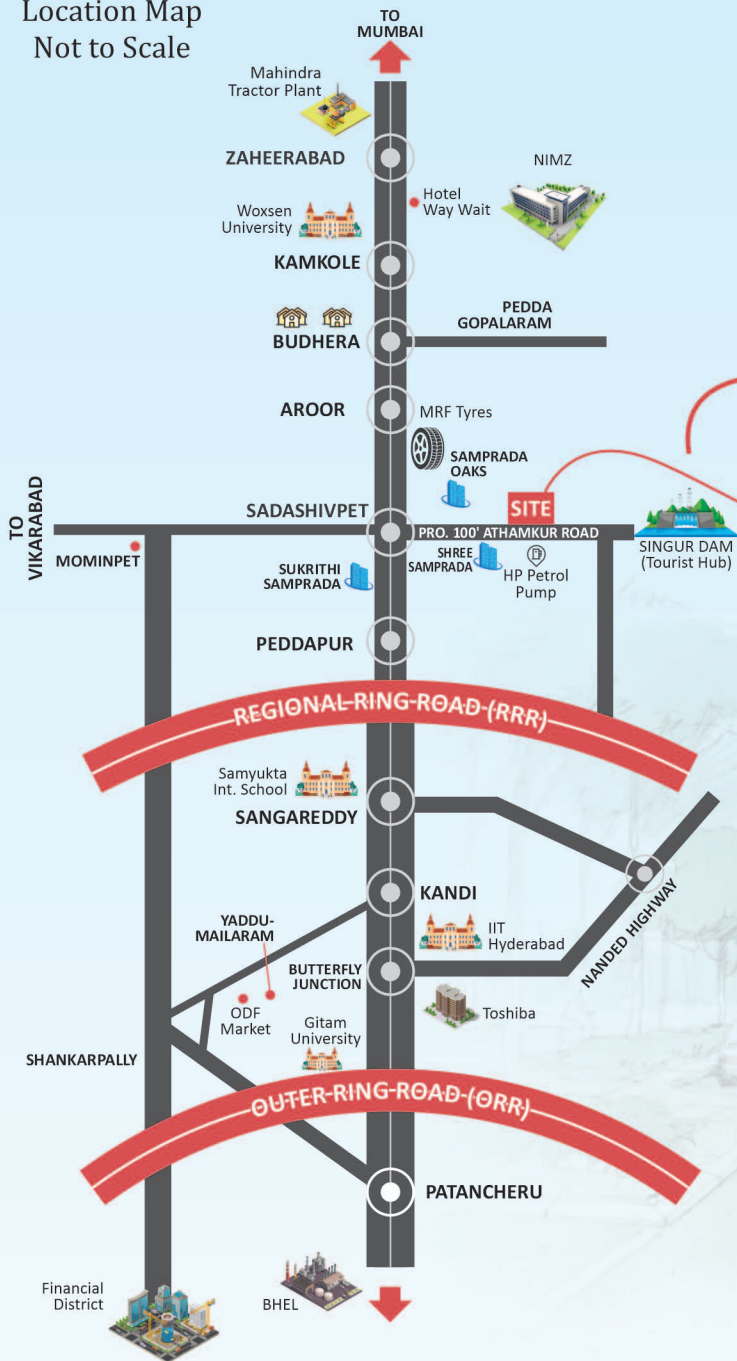 Location Map
Not to Scale
TO
MUMBAI
Mahindra
Tractor Plant
ZAHEERABAD
NIMZ
Hotel
Way Wait
Woxsen
University
KAMKOLE
PEDDA
GOPALARAM
BUDHERA
AROOR
MRF Tyres
SAMPRADA
OAKS
SADASHIVPET
SITE
TO
VIKARABAD
PRO. 100' ATHAMKUR ROAD
MOMINPET
SHREE
SAMPRADA
SINGUR DAM
(Tourist Hub)
SUKRITHI
SAMPRADA
HP Petrol
Pump
PEDDAPUR
REGIONAL RING ROAD (RRR)
Samyukta
Int. School
SANGAREDDY
KANDI
NANDED HIGHWAY
YADDU-
MAILARAM
IIT
Hyderabad
BUTTERFLY
JUNCTION
ODF
Market
Toshiba
Gitam
University
SHANKARPALLY
OUTER RING ROAD (ORR)
PATANCHERU
Financial
District
BHEL